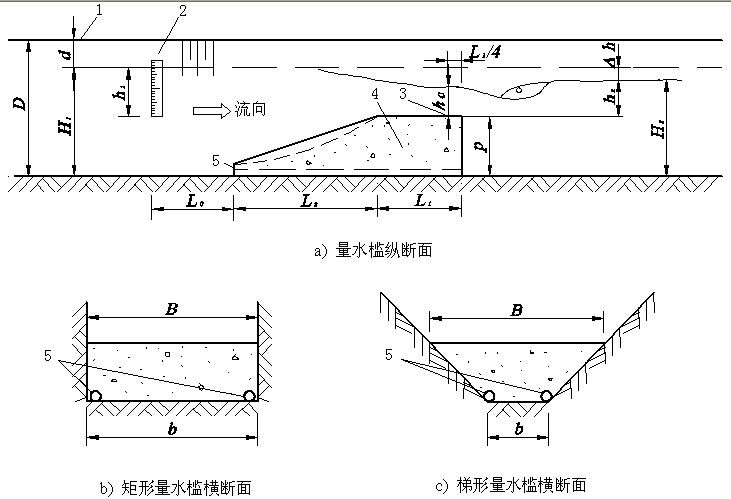 1 2 L₁/4
d Δh
D H₁ h₁ 流向 3 4 hc h₂ H₂
5 p
L₀ L₂ L₁
a) 量水槛纵断面
B B
5 5
b b
b) 矩形量水槛横断面 c) 梯形量水槛横断面